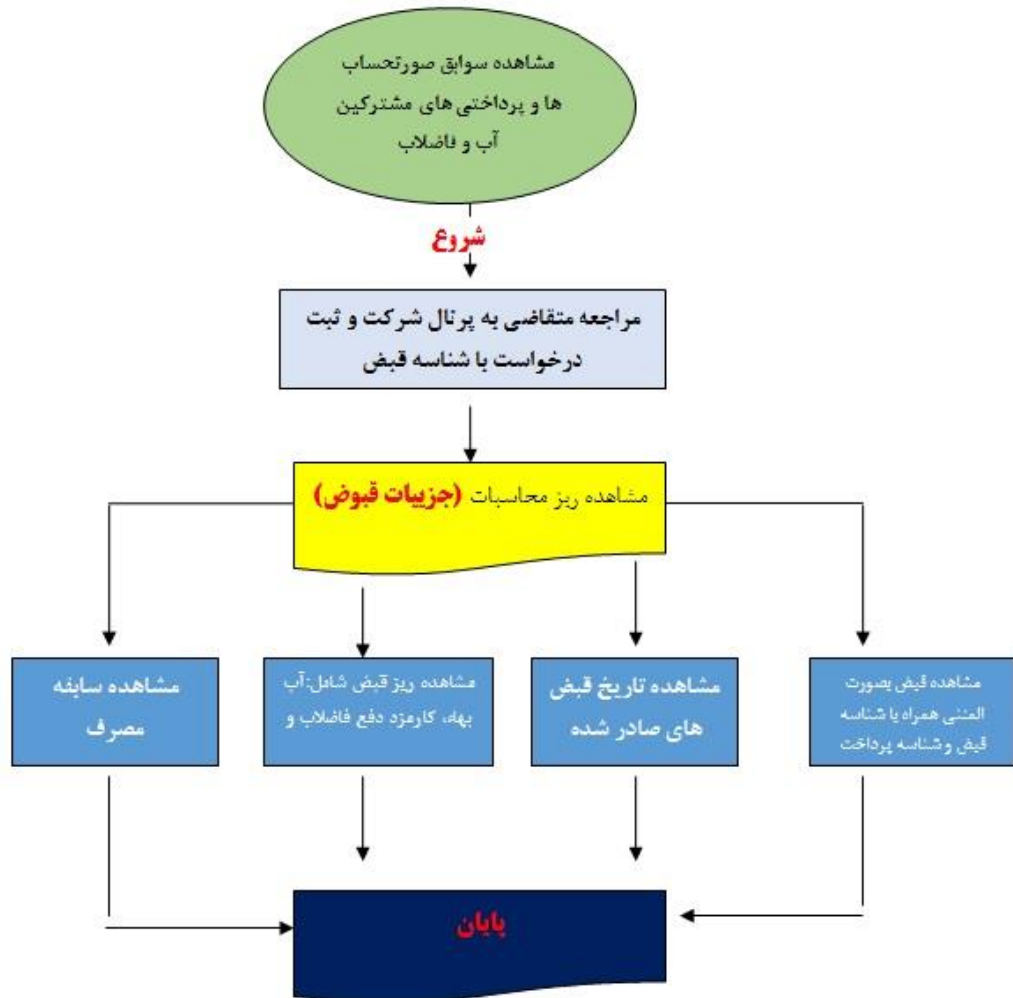 مشاهده سوابق صورتحساب
ها و پرداختی های مشترکین
آب و فاضلاب
شروع
مراجعه متقاضی به پرتال شرکت و ثبت
درخواست با شناسه قبض
مشاهده ریز محاسبات (جزییات قبوض)
مشاهده قبض بصورت
المثنی همراه با شناسه
قبض و شناسه پرداخت
مشاهده تاریخ قبض
های صادر شده
مشاهده ریز قبض شامل:آب
بهاء، کارمزد دفع فاضلاب و
مشاهده سابقه
مصرف
پایان